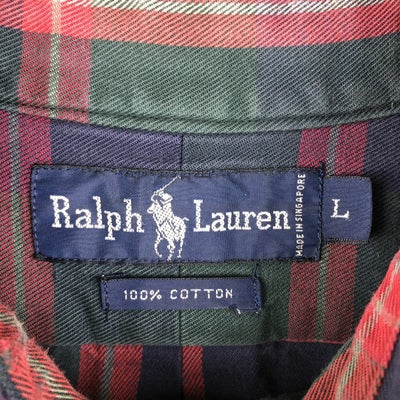 Ralph Lauren
MADE IN SINGAPORE
L
100% COTTON